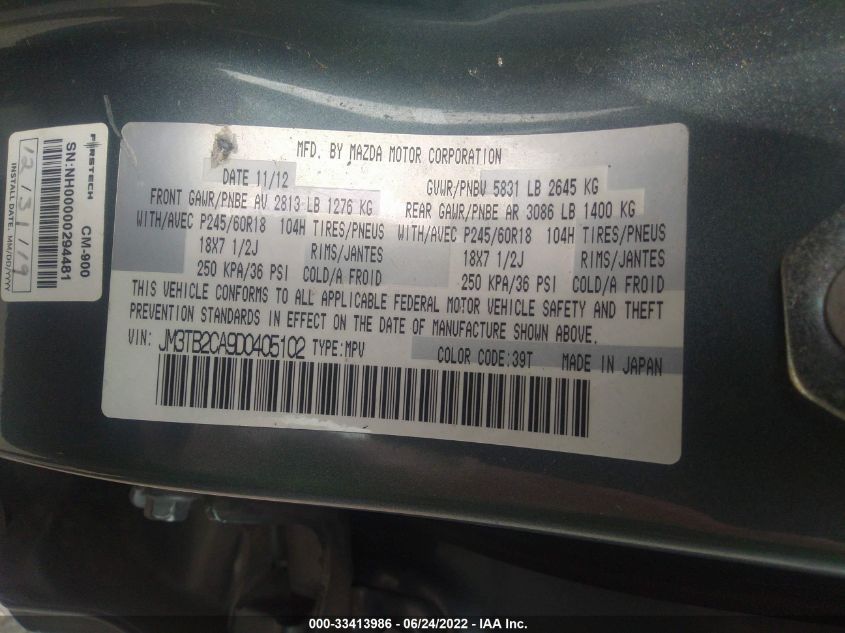 FIRSTECH
CM-900
SN:NH00000294481
12/31/19
INSTALL DATE: MM/DD/YYYY
MFD. BY MAZDA MOTOR CORPORATION
DATE 11/12 GVWR/PNBV 5831 LB 2645 KG
FRONT GAWR/PNBE AV 2813 LB 1276 KG REAR GAWR/PNBE AR 3086 LB 1400 KG
WITH/AVEC P245/60R18 104H TIRES/PNEUS WITH/AVEC P245/60R18 104H TIRES/PNEUS
18X7 1/2J RIMS/JANTES 18X7 1/2J RIMS/JANTES
250 KPA/36 PSI COLD/A FROID 250 KPA/36 PSI COLD/A FROID
THIS VEHICLE CONFORMS TO ALL APPLICABLE FEDERAL MOTOR VEHICLE SAFETY AND THEFT
PREVENTION STANDARDS IN EFFECT ON THE DATE OF MANUFACTURE SHOWN ABOVE.
VIN: JM3TB2CA9D0405102 TYPE:MPV COLOR CODE:39T MADE IN JAPAN
000-33413986 - 06/24/2022 - IAA Inc.